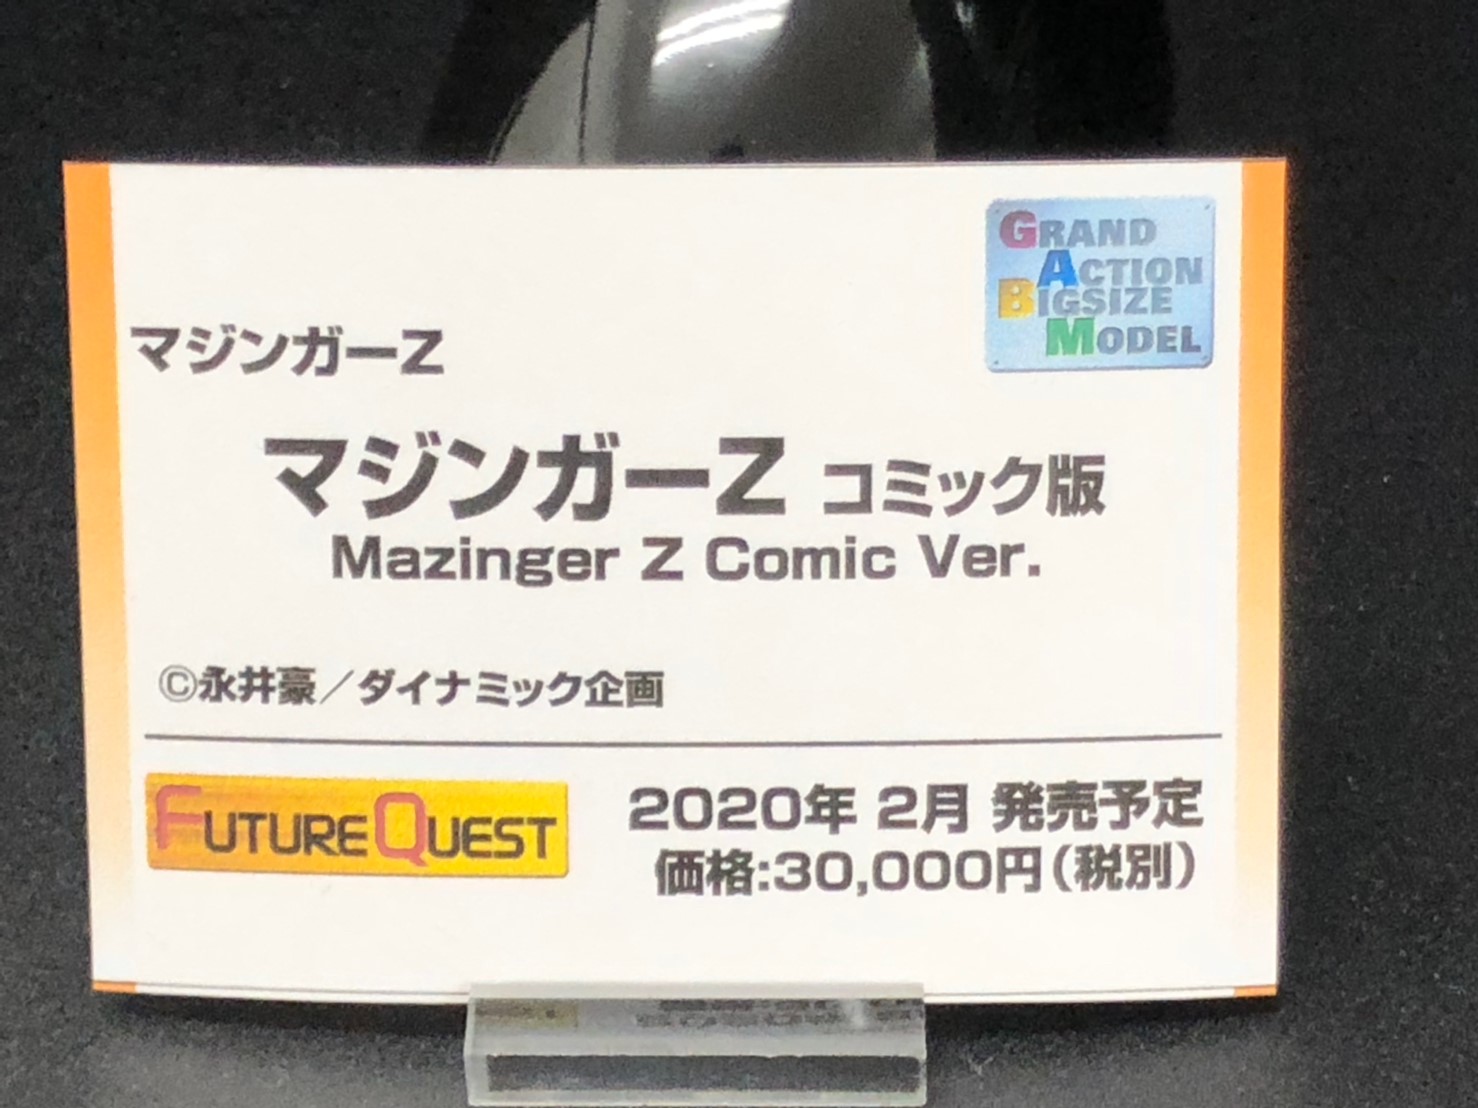 GRAND
ACTION
BIGSIZE
MODEL
マジンガーZ
マジンガーZ コミック版
Mazinger Z Comic Ver.
©永井豪／ダイナミック企画
FUTUREQUEST
2020年 2月 発売予定
価格:30,000円（税別）